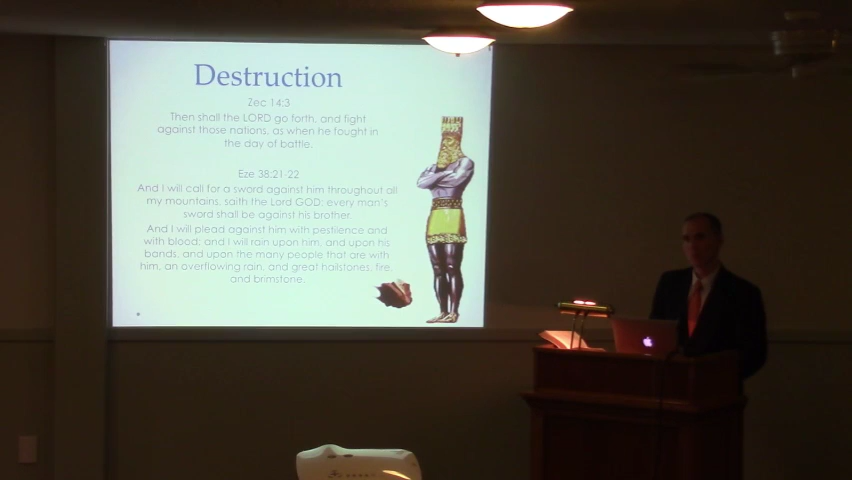 Destruction
Zec 14:3
Then shall the LORD go forth, and fight
against those nations, as when he fought in
the day of battle.
Eze 38:21-22
And I will call for a sword against him throughout all
my mountains, saith the Lord GOD: every man's
sword shall be against his brother.
And I will plead against him with pestilence and
with blood; and I will rain upon him, and upon his
bands, and upon the many people that are with
him, an overflowing rain, and great hailstones, fire,
and brimstone.